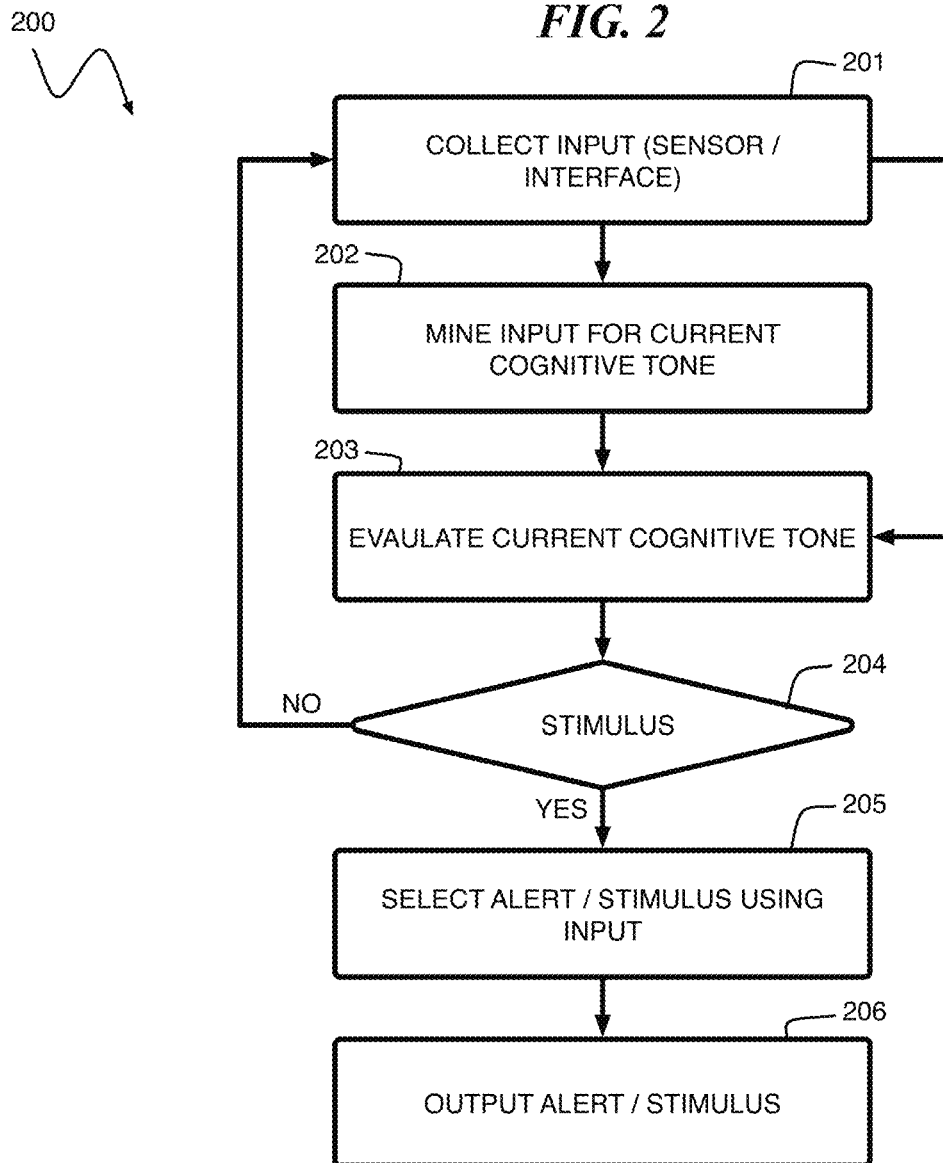 FIG. 2
200
201
COLLECT INPUT (SENSOR /
INTERFACE)
202
MINE INPUT FOR CURRENT
COGNITIVE TONE
203
EVAULATE CURRENT COGNITIVE TONE
204
STIMULUS
NO
YES
205
SELECT ALERT / STIMULUS USING
INPUT
206
OUTPUT ALERT / STIMULUS